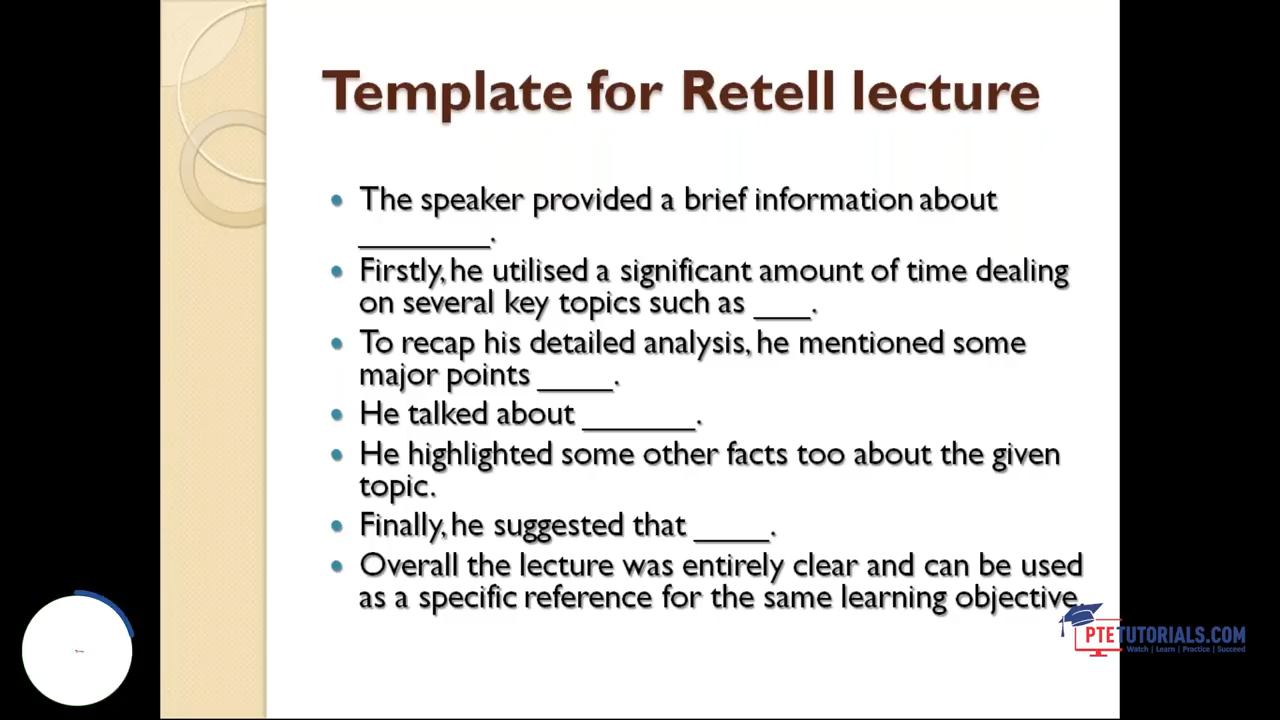 Template for Retell lecture
• The speaker provided a brief information about
________.
• Firstly, he utilised a significant amount of time dealing
on several key topics such as ____.
• To recap his detailed analysis, he mentioned some
major points _____.
• He talked about _______.
• He highlighted some other facts too about the given
topic.
• Finally, he suggested that _____.
• Overall the lecture was entirely clear and can be used
as a specific reference for the same learning objective.
PTETUTORIALS.COM
Watch | Learn | Practice | Succeed